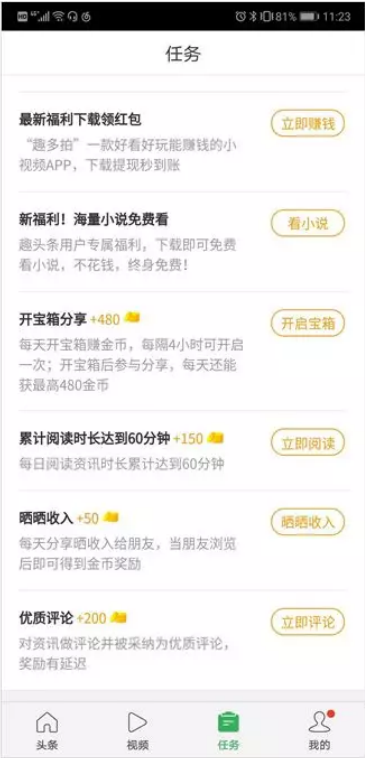 HD 81% 11:23
任务
最新福利下载领红包
立即赚钱
“趣多拍”一款好看好玩能赚钱的小
视频APP，下载提现秒到账
新福利！海量小说免费看
看小说
趣头条用户专属福利，下载即可免费
看小说，不花钱，终身免费！
开宝箱分享 +480
开启宝箱
每天开宝箱赚金币，每隔4小时可开启
一次；开宝箱后参与分享，每天还能
获最高480金币
累计阅读时长达到60分钟 +150
立即阅读
每日阅读资讯时长累计达到60分钟
晒晒收入 +50
晒晒收入
每天分享晒收入给朋友，当朋友浏览
后即可得到金币奖励
优质评论 +200
立即评论
对资讯做评论并被采纳为优质评论，
奖励有延迟
头条 视频 任务 我的